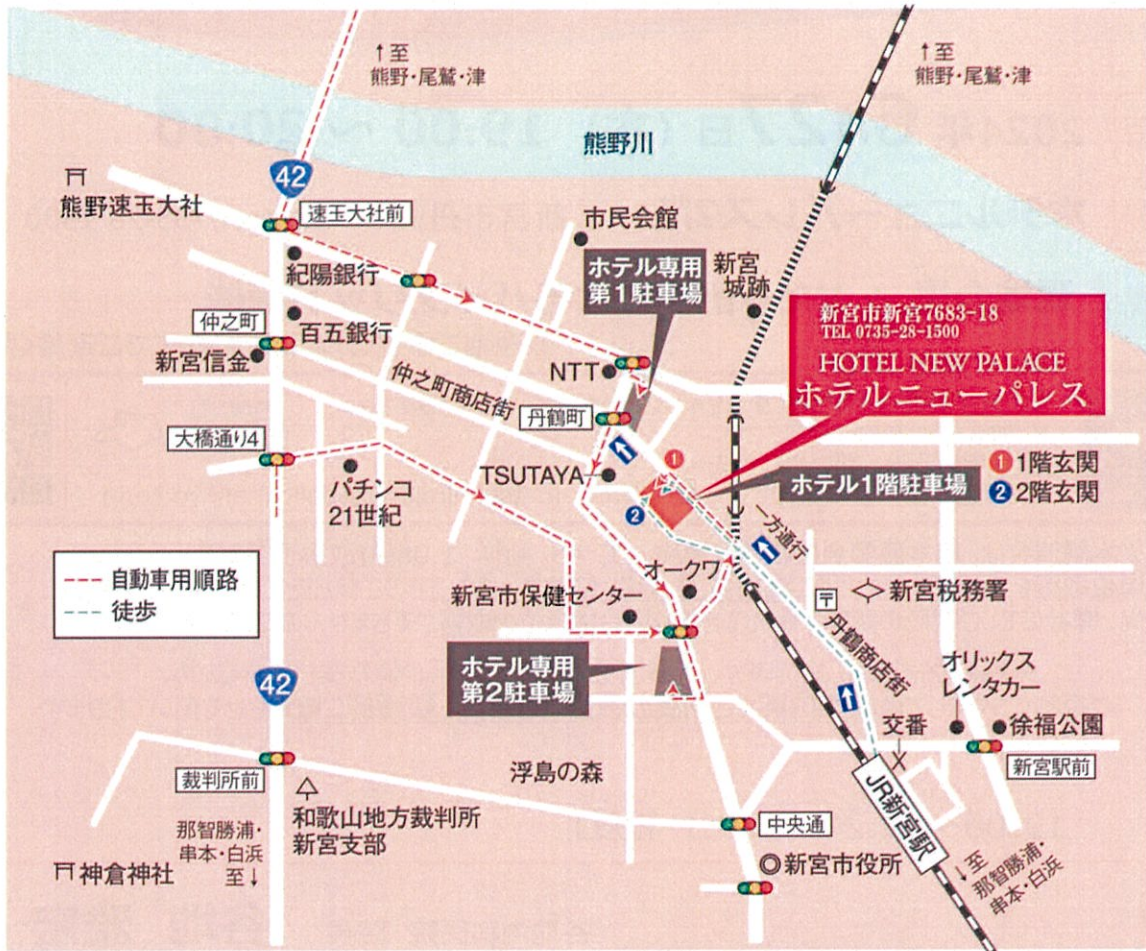 ↑至
熊野・尾鷲・津
↑至
熊野・尾鷲・津
熊野川
42
熊野速玉大社
速玉大社前
市民会館
紀陽銀行
ホテル専用
第1駐車場
新宮
城跡
新宮市新宮7683-18
TEL 0735-28-1500
HOTEL NEW PALACE
ホテルニューパレス
仲之町
百五銀行
新宮信金
NTT
仲之町商店街
丹鶴町
大橋通り4
TSUTAYA
パチンコ
21世紀
1
2
ホテル1階駐車場
1 1階玄関
2 2階玄関
一方通行
自動車用順路
徒歩
オークワ
新宮市保健センター
〒
新宮税務署
丹鶴商店街
ホテル専用
第2駐車場
42
オリックス
レンタカー
交番
徐福公園
新宮駅前
裁判所前
浮島の森
JR新宮駅
和歌山地方裁判所
新宮支部
中央通
那智勝浦・
串本・白浜
至↓
神倉神社
新宮市役所
↓至
那智勝浦・
串本・白浜